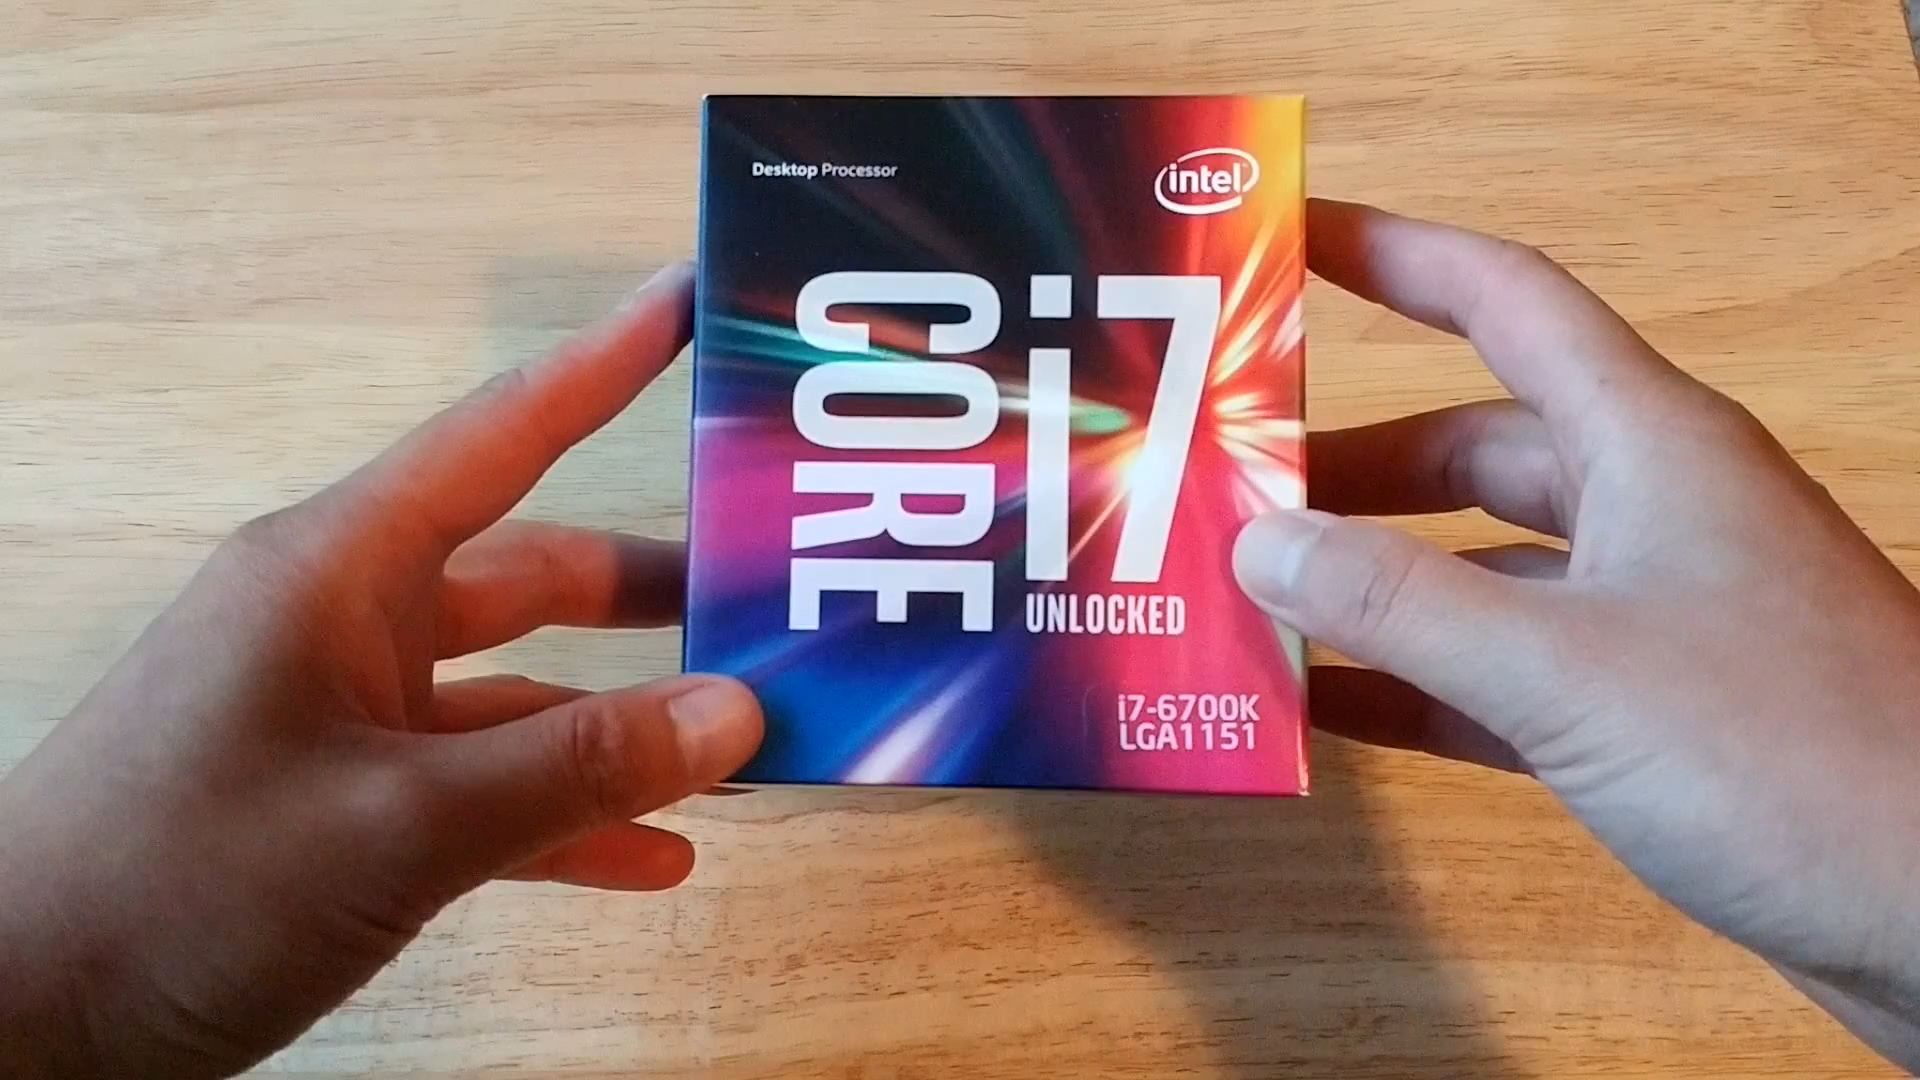 Desktop Processor
intel
CORE i7
UNLOCKED
i7-6700K
LGA1151